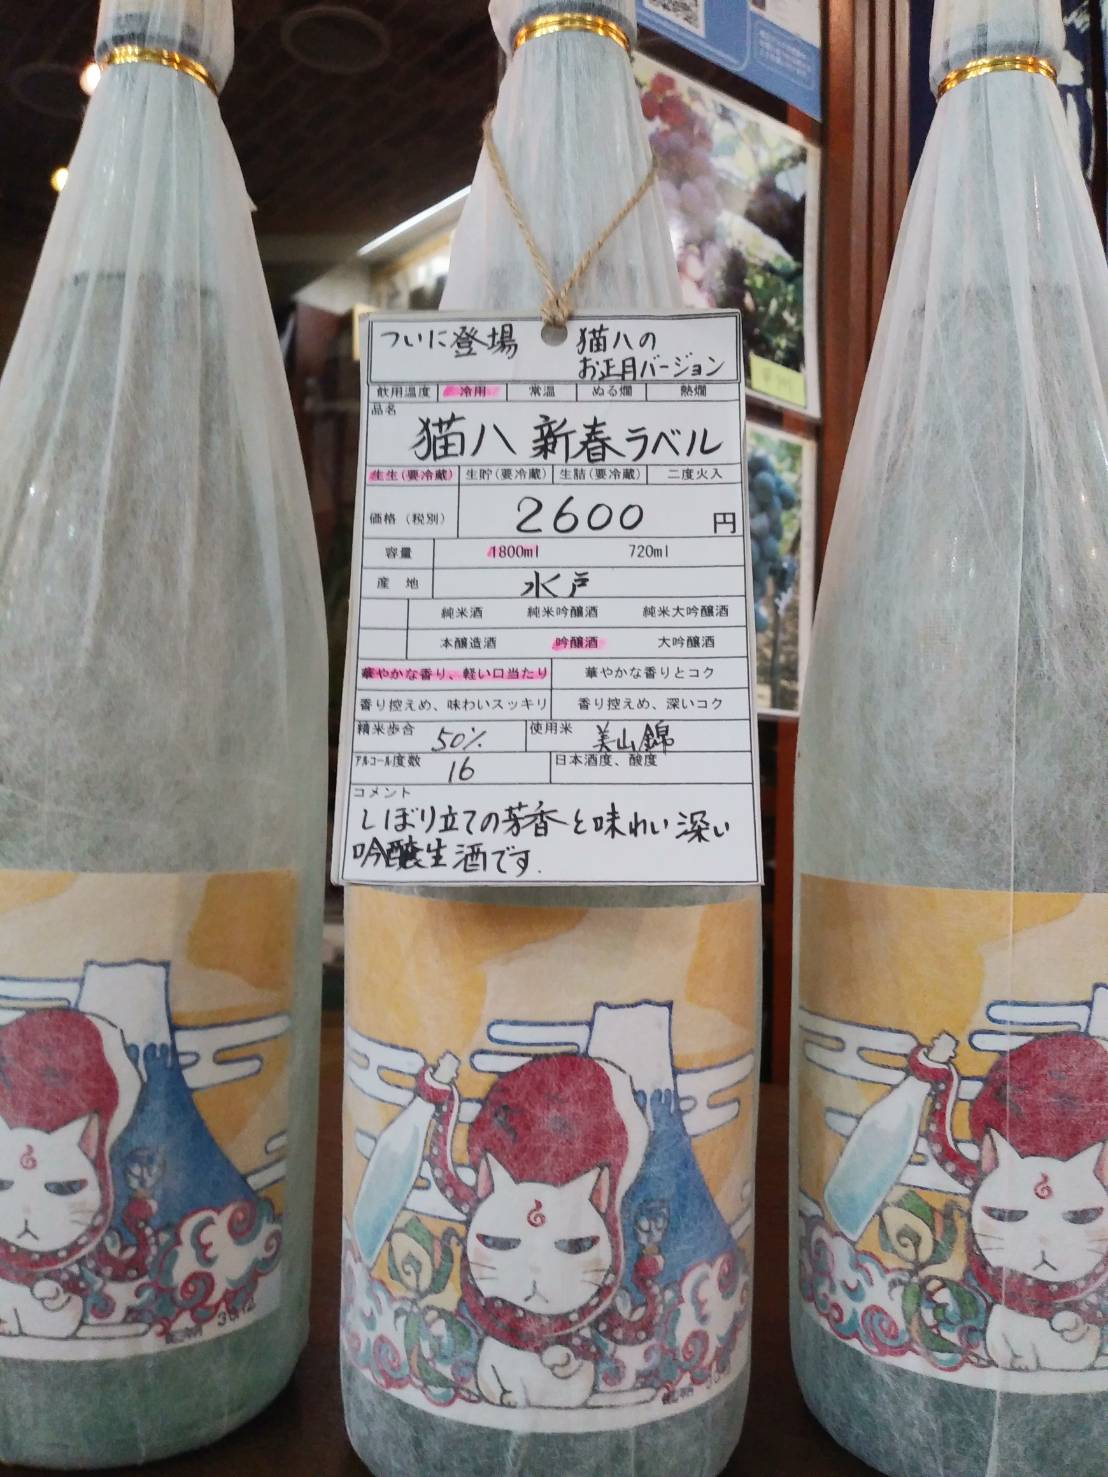 ついに登場 猫八の
お正月バージョン
飲用温度 冷用 常温 ぬる燗 熱燗
品名
猫八 新春ラベル
生生(要冷蔵) 生貯(要冷蔵) 生詰(要冷蔵) 二度火入
価格(税別) 2600 円
容量 1800ml 720ml
産地 水戸
純米酒 純米吟醸酒 純米大吟醸酒
本醸造酒 吟醸酒 大吟醸酒
華やかな香り、軽い口当たり 華やかな香りとコク
香り控えめ、味わいスッキリ 香り控えめ、深いコク
精米歩合 50% 使用米 美山錦
アルコール度数 16 日本酒度、酸度
コメント
しぼり立ての芳香と味わい深い
吟醸生酒です.